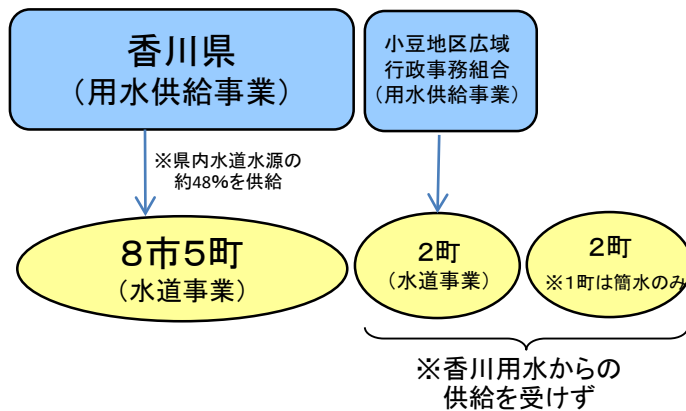 香川県
（用水供給事業）
小豆地区広域
行政事務組合
（用水供給事業）
※県内水道水源の
約48%を供給
８市５町
（水道事業）
２町
（水道事業）
２町
※1町は簡水のみ
※香川用水からの
供給を受けず